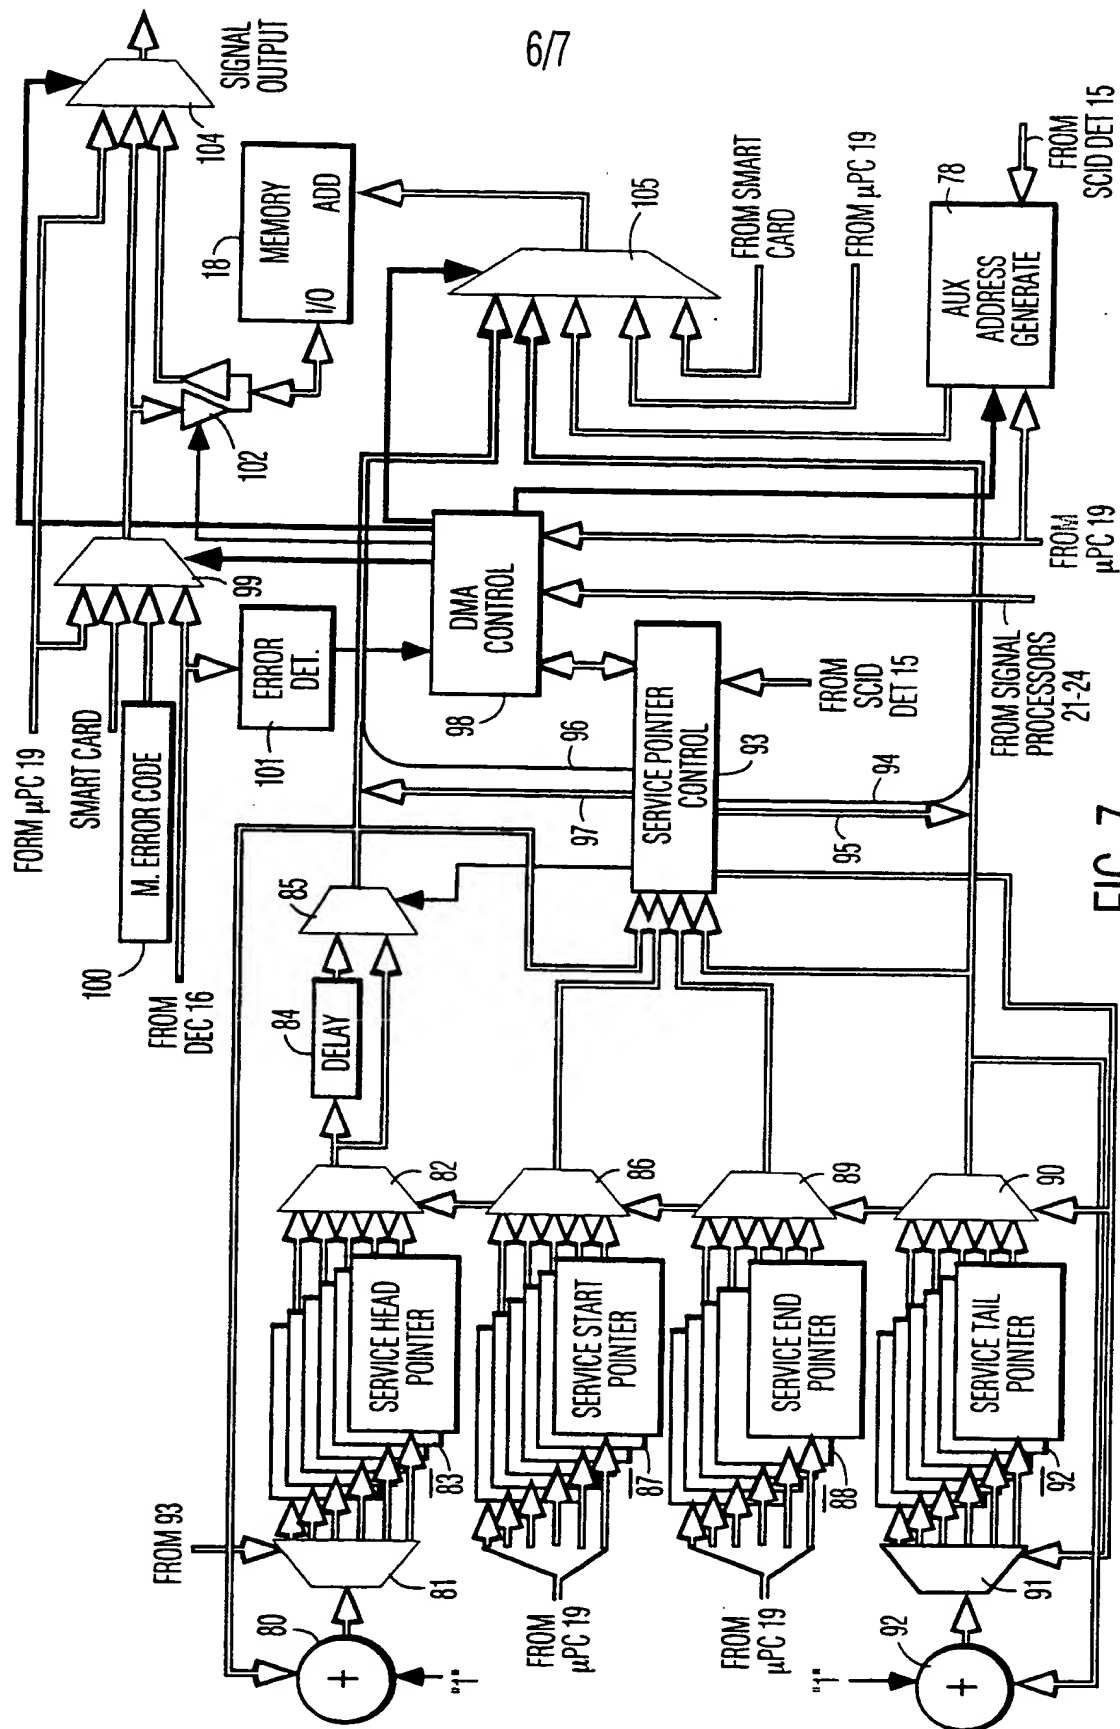 6/7
FORM µPC 19
SMART CARD
M. ERROR CODE
100
FROM
DEC 16
99
ERROR
DET.
101
102
104
SIGNAL
OUTPUT
18
MEMORY
I/O
ADD
105
FROM SMART
CARD
FROM µPC 19
AUX
ADDRESS
GENERATE
78
FROM
SCID DET 15
DMA
CONTROL
98
FROM
µPC 19
FROM SIGNAL
PROCESSORS
21-24
SERVICE POINTER
CONTROL
93
FROM
SCID
DET 15
96
97
94
95
85
84
DELAY
82
86
89
90
FROM 93
80
+
"1"
81
SERVICE HEAD
POINTER
83
FROM
µPC 19
SERVICE START
POINTER
87
FROM
µPC 19
SERVICE END
POINTER
88
"1"
92
+
91
SERVICE TAIL
POINTER
92
FIG. 7